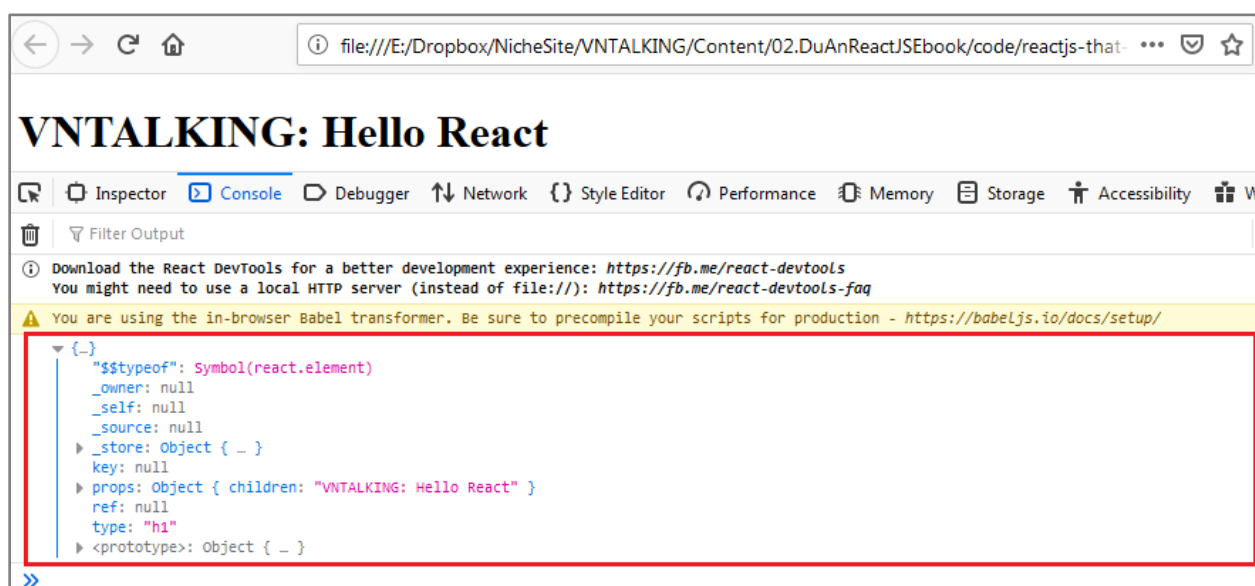 file:///E:/Dropbox/NicheSite/VNTALKING/Content/02.DuAnReactJSEbook/code/reactjs-that-
VNTALKING: Hello React
Inspector Console Debugger Network {} Style Editor Performance Memory Storage Accessibility
Filter Output
Download the React DevTools for a better development experience: https://fb.me/react-devtools
You might need to use a local HTTP server (instead of file://): https://fb.me/react-devtools-faq
You are using the in-browser Babel transformer. Be sure to precompile your scripts for production - https://babeljs.io/docs/setup/
{…}
"$$typeof": Symbol(react.element)
_owner: null
_self: null
_source: null
_store: Object { … }
key: null
props: Object { children: "VNTALKING: Hello React" }
ref: null
type: "h1"
<prototype>: Object { … }
»